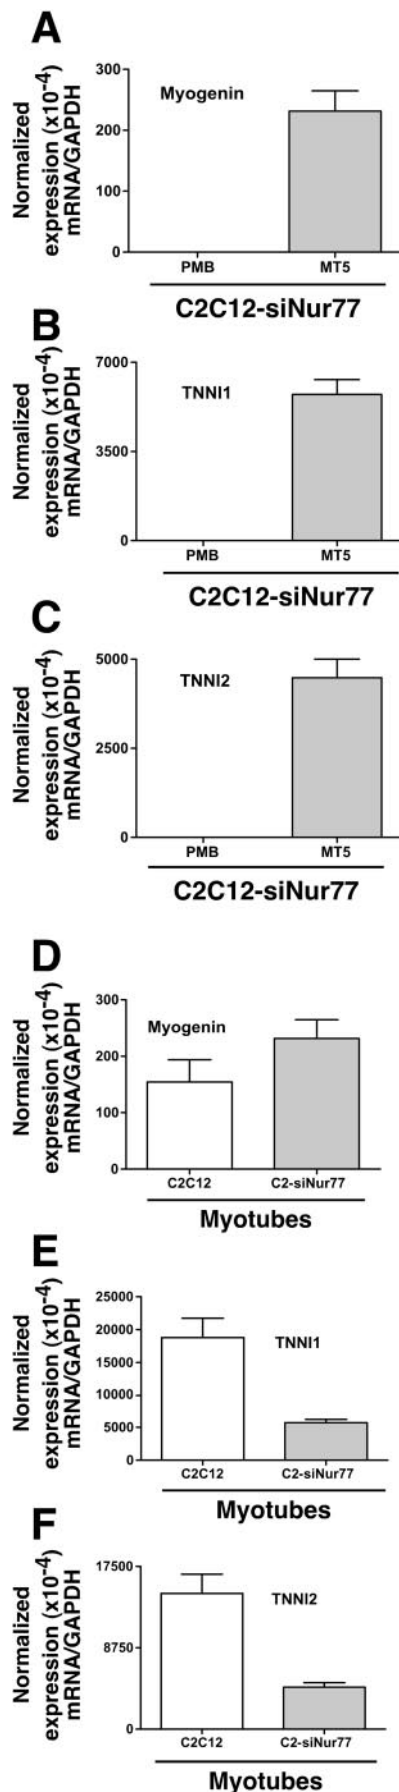 A
Normalized
expression (x10-4)
mRNA/GAPDH
300
200
100
0
Myogenin
PMB
MT5
C2C12-siNur77
B
Normalized
expression (x10-4)
mRNA/GAPDH
7000
3500
0
TNNI1
PMB
MT5
C2C12-siNur77
C
Normalized
expression (x10-4)
mRNA/GAPDH
5000
2500
0
TNNI2
PMB
MT5
C2C12-siNur77
D
Normalized
expression (x10-4)
mRNA/GAPDH
300
200
100
0
Myogenin
C2C12
C2-siNur77
Myotubes
E
Normalized
expression (x10-4)
mRNA/GAPDH
25000
20000
15000
10000
5000
0
TNNI1
C2C12
C2-siNur77
Myotubes
F
Normalized
expression (x10-4)
mRNA/GAPDH
17500
8750
0
TNNI2
C2C12
C2-siNur77
Myotubes